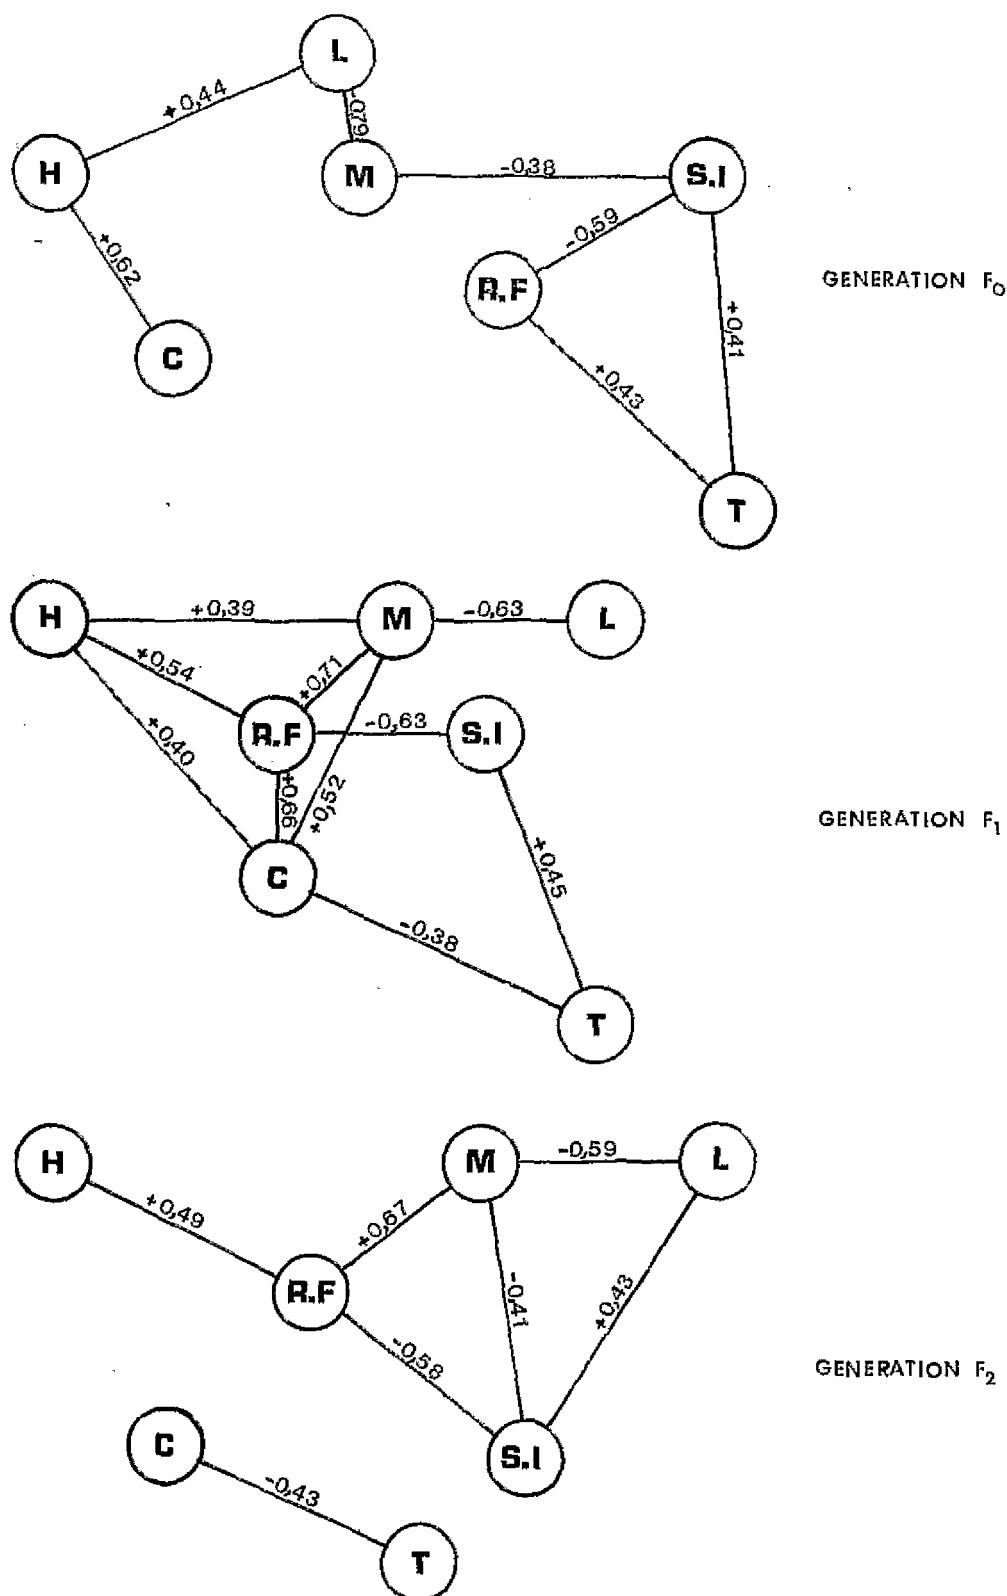 L
+0,44
-0,79
H
M
-0,38
S.I
+0,62
-0,59
R.F
GENERATION F₀
+0,41
C
+0,43
T
H
+0,39
M
-0,63
L
+0,54
+0,71
R.F
-0,63
S.I
+0,40
+0,66
+0,52
GENERATION F₁
C
+0,45
-0,38
T
H
M
-0,59
L
+0,49
+0,67
R.F
-0,41
+0,43
-0,58
GENERATION F₂
C
S.I
-0,43
T